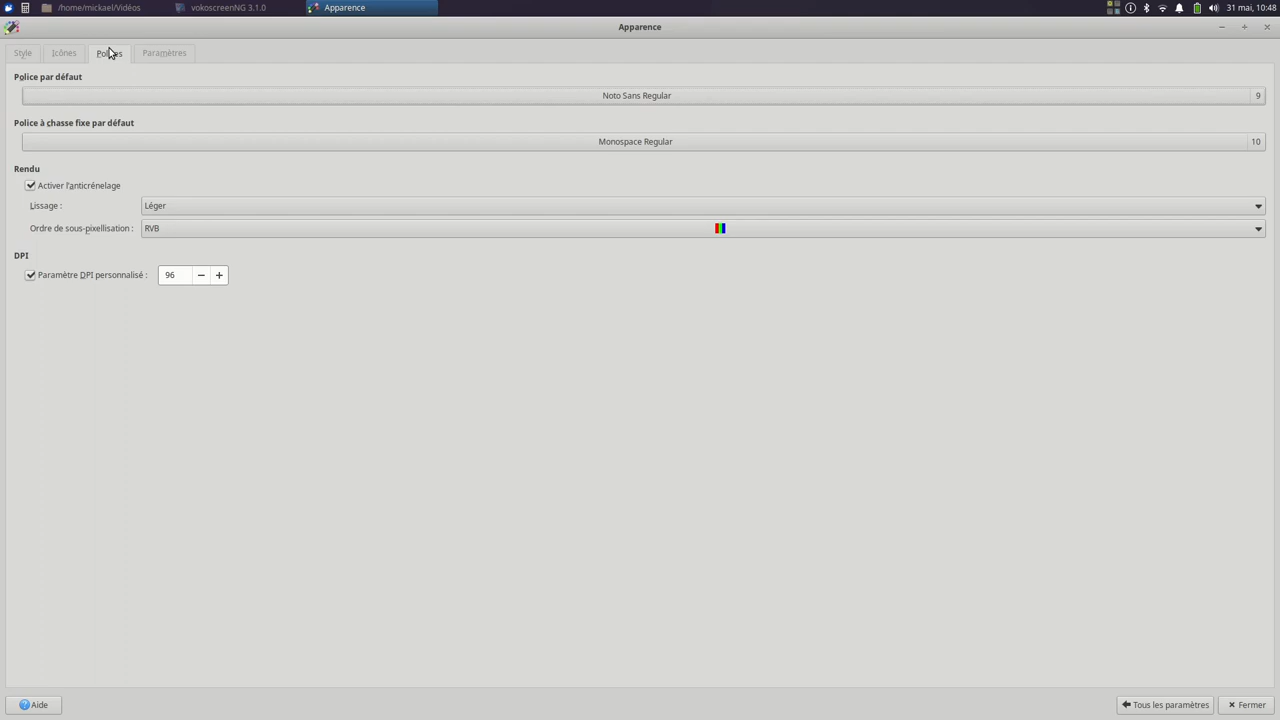 /home/mickael/Vidéos
vokoscreenNG 3.1.0
Apparence
31 mai, 10:48
Apparence
Style
Icônes
Polices
Paramètres
Police par défaut
Noto Sans Regular
9
Police à chasse fixe par défaut
Monospace Regular
10
Rendu
Activer l'anticrénelage
Lissage :
Léger
Ordre de sous-pixellisation :
RVB
DPI
Paramètre DPI personnalisé :
96
Aide
Tous les paramètres
Fermer